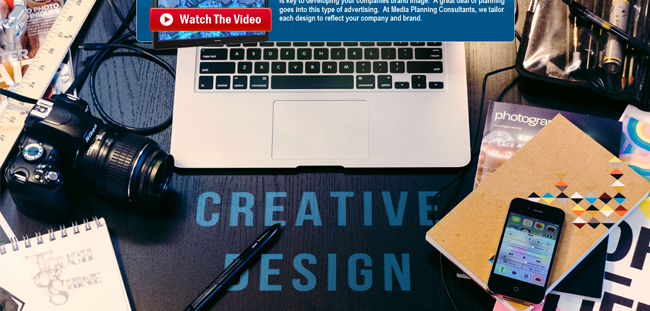 is key to developing your companies brand image. A great deal of planning
goes into this type of advertising. At Media Planning Consultants, we tailor
each design to reflect your company and brand.
Watch The Video
photogra
CREATIVE
DESIGN
TOUGH
&
SHINE